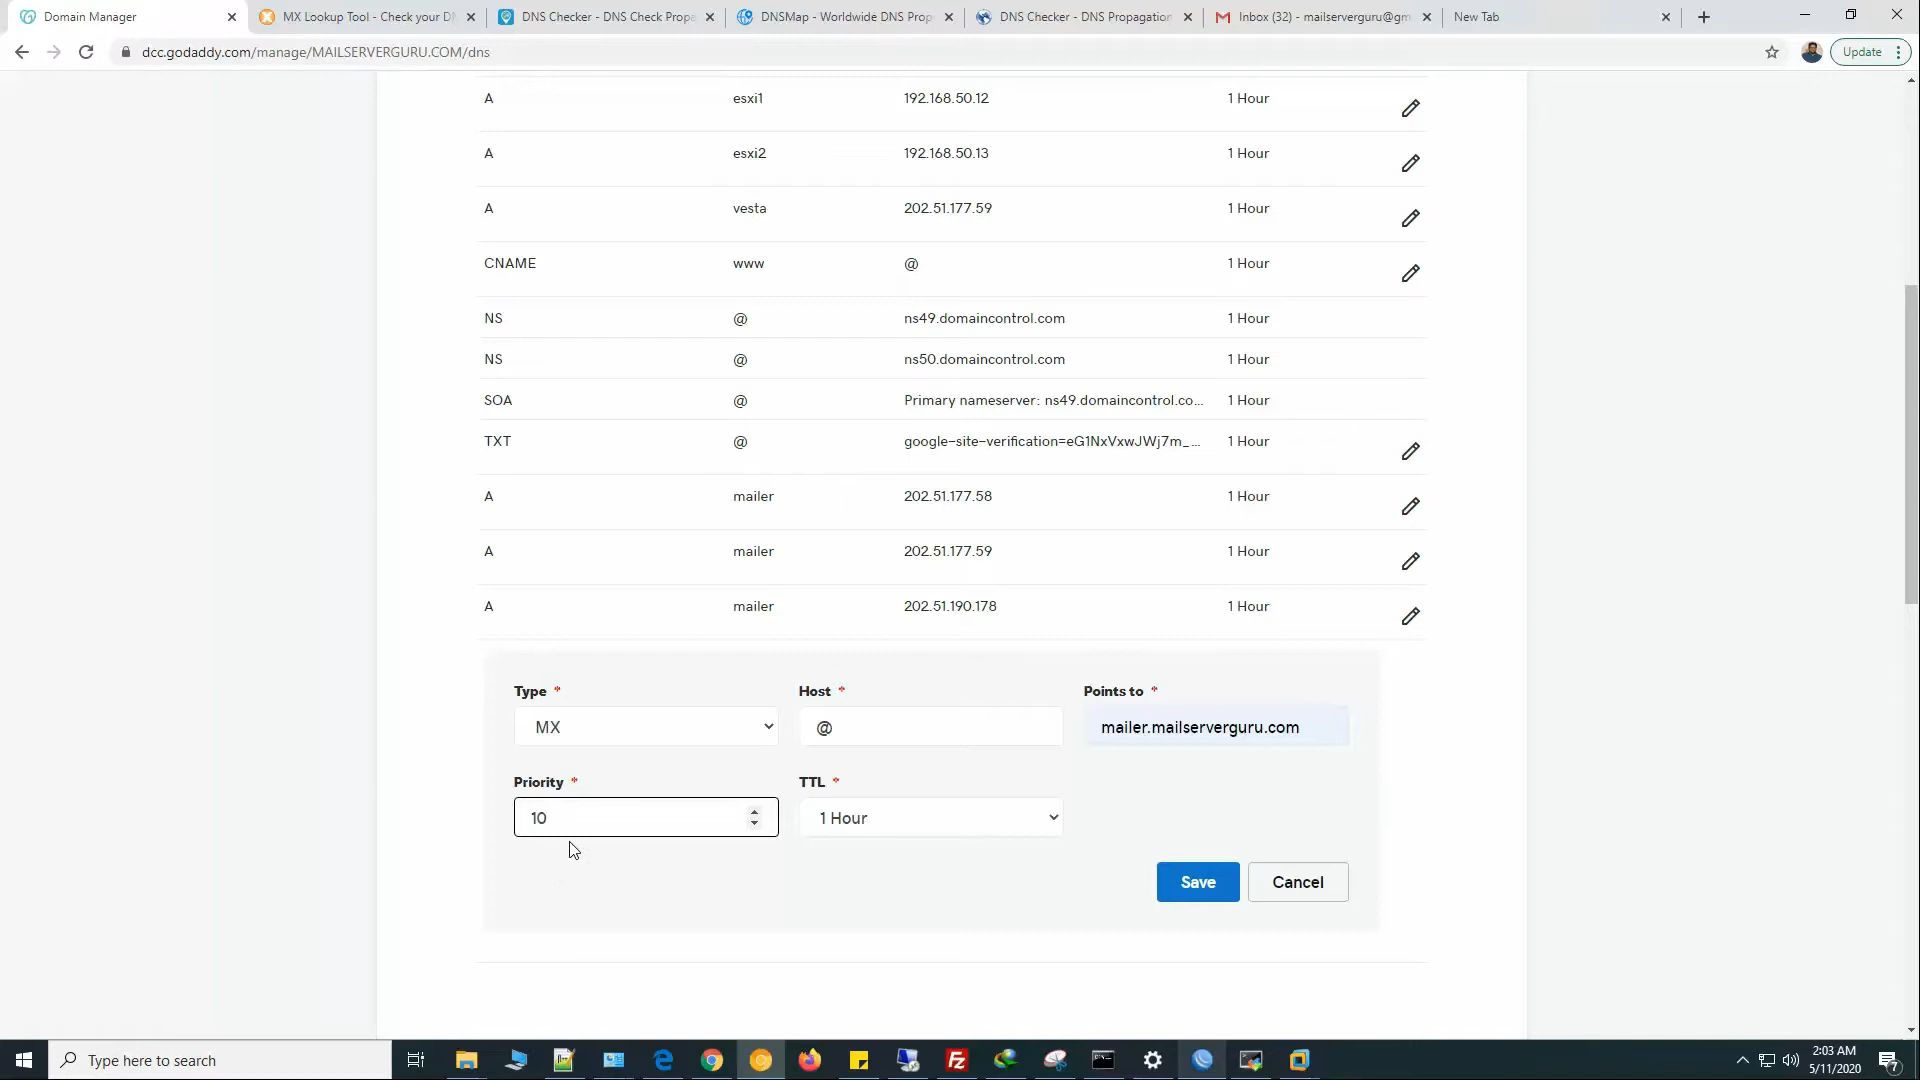 Domain Manager
MX Lookup Tool - Check your DN
DNS Checker - DNS Check Propa
DNSMap - Worldwide DNS Prop
DNS Checker - DNS Propagation
Inbox (32) - mailserverguru@gm
New Tab
dcc.godaddy.com/manage/MAILSERVERGURU.COM/dns
Update
A esxi1 192.168.50.12 1 Hour
A esxi2 192.168.50.13 1 Hour
A vesta 202.51.177.59 1 Hour
CNAME www @ 1 Hour
NS @ ns49.domaincontrol.com 1 Hour
NS @ ns50.domaincontrol.com 1 Hour
SOA @ Primary nameserver: ns49.domaincontrol.co... 1 Hour
TXT @ google-site-verification=eG1NxVxwJWj7m_... 1 Hour
A mailer 202.51.177.58 1 Hour
A mailer 202.51.177.59 1 Hour
A mailer 202.51.190.178 1 Hour
Type * Host * Points to *
MX @ mailer.mailserverguru.com
Priority * TTL *
10 1 Hour
Save Cancel
Type here to search
2:03 AM
5/11/2020
7